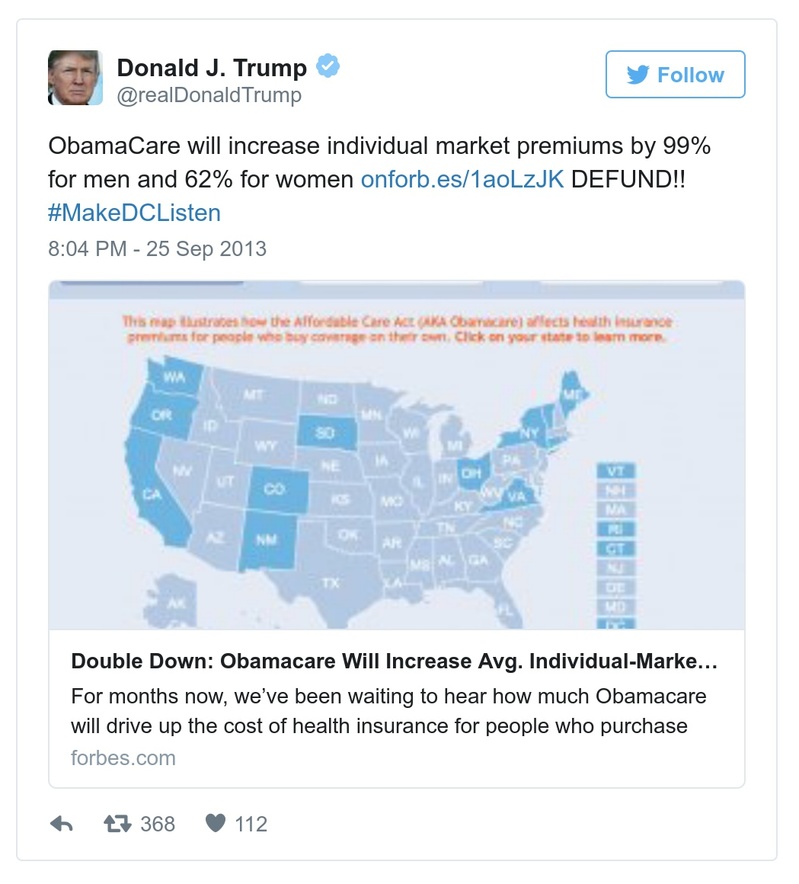 Donald J. Trump
@realDonaldTrump
Follow
ObamaCare will increase individual market premiums by 99%
for men and 62% for women onforb.es/1aoLzJK DEFUND!!
#MakeDCListen
8:04 PM - 25 Sep 2013
This map illustrates how the Affordable Care Act (AKA Obamacare) affects health insurance
premiums for people who buy coverage on their own. Click on your state to learn more.
WA
MT
ND
MN
ME
OR
ID
SD
WI
NY
WY
MI
PA
NV
UT
NE
IA
IL
IN
OH
CA
CO
KS
MO
KY
WV
VA
AZ
NM
OK
AR
TN
NC
SC
MS
AL
GA
TX
LA
FL
AK
CA
VT
NH
MA
RI
CT
NJ
DE
MD
DC
Double Down: Obamacare Will Increase Avg. Individual-Marke…
For months now, we've been waiting to hear how much Obamacare
will drive up the cost of health insurance for people who purchase
forbes.com
368
112